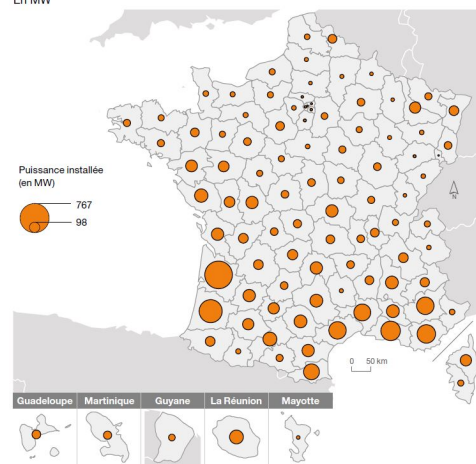 En MW
Puissance installée
(en MW)
767
98
N
0 50 km
Guadeloupe
Martinique
Guyane
La Réunion
Mayotte